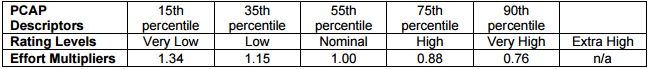 PCAP Descriptors 15th percentile 35th percentile 55th percentile 75th percentile 90th percentile
Rating Levels Very Low Low Nominal High Very High Extra High
Effort Multipliers 1.34 1.15 1.00 0.88 0.76 n/a